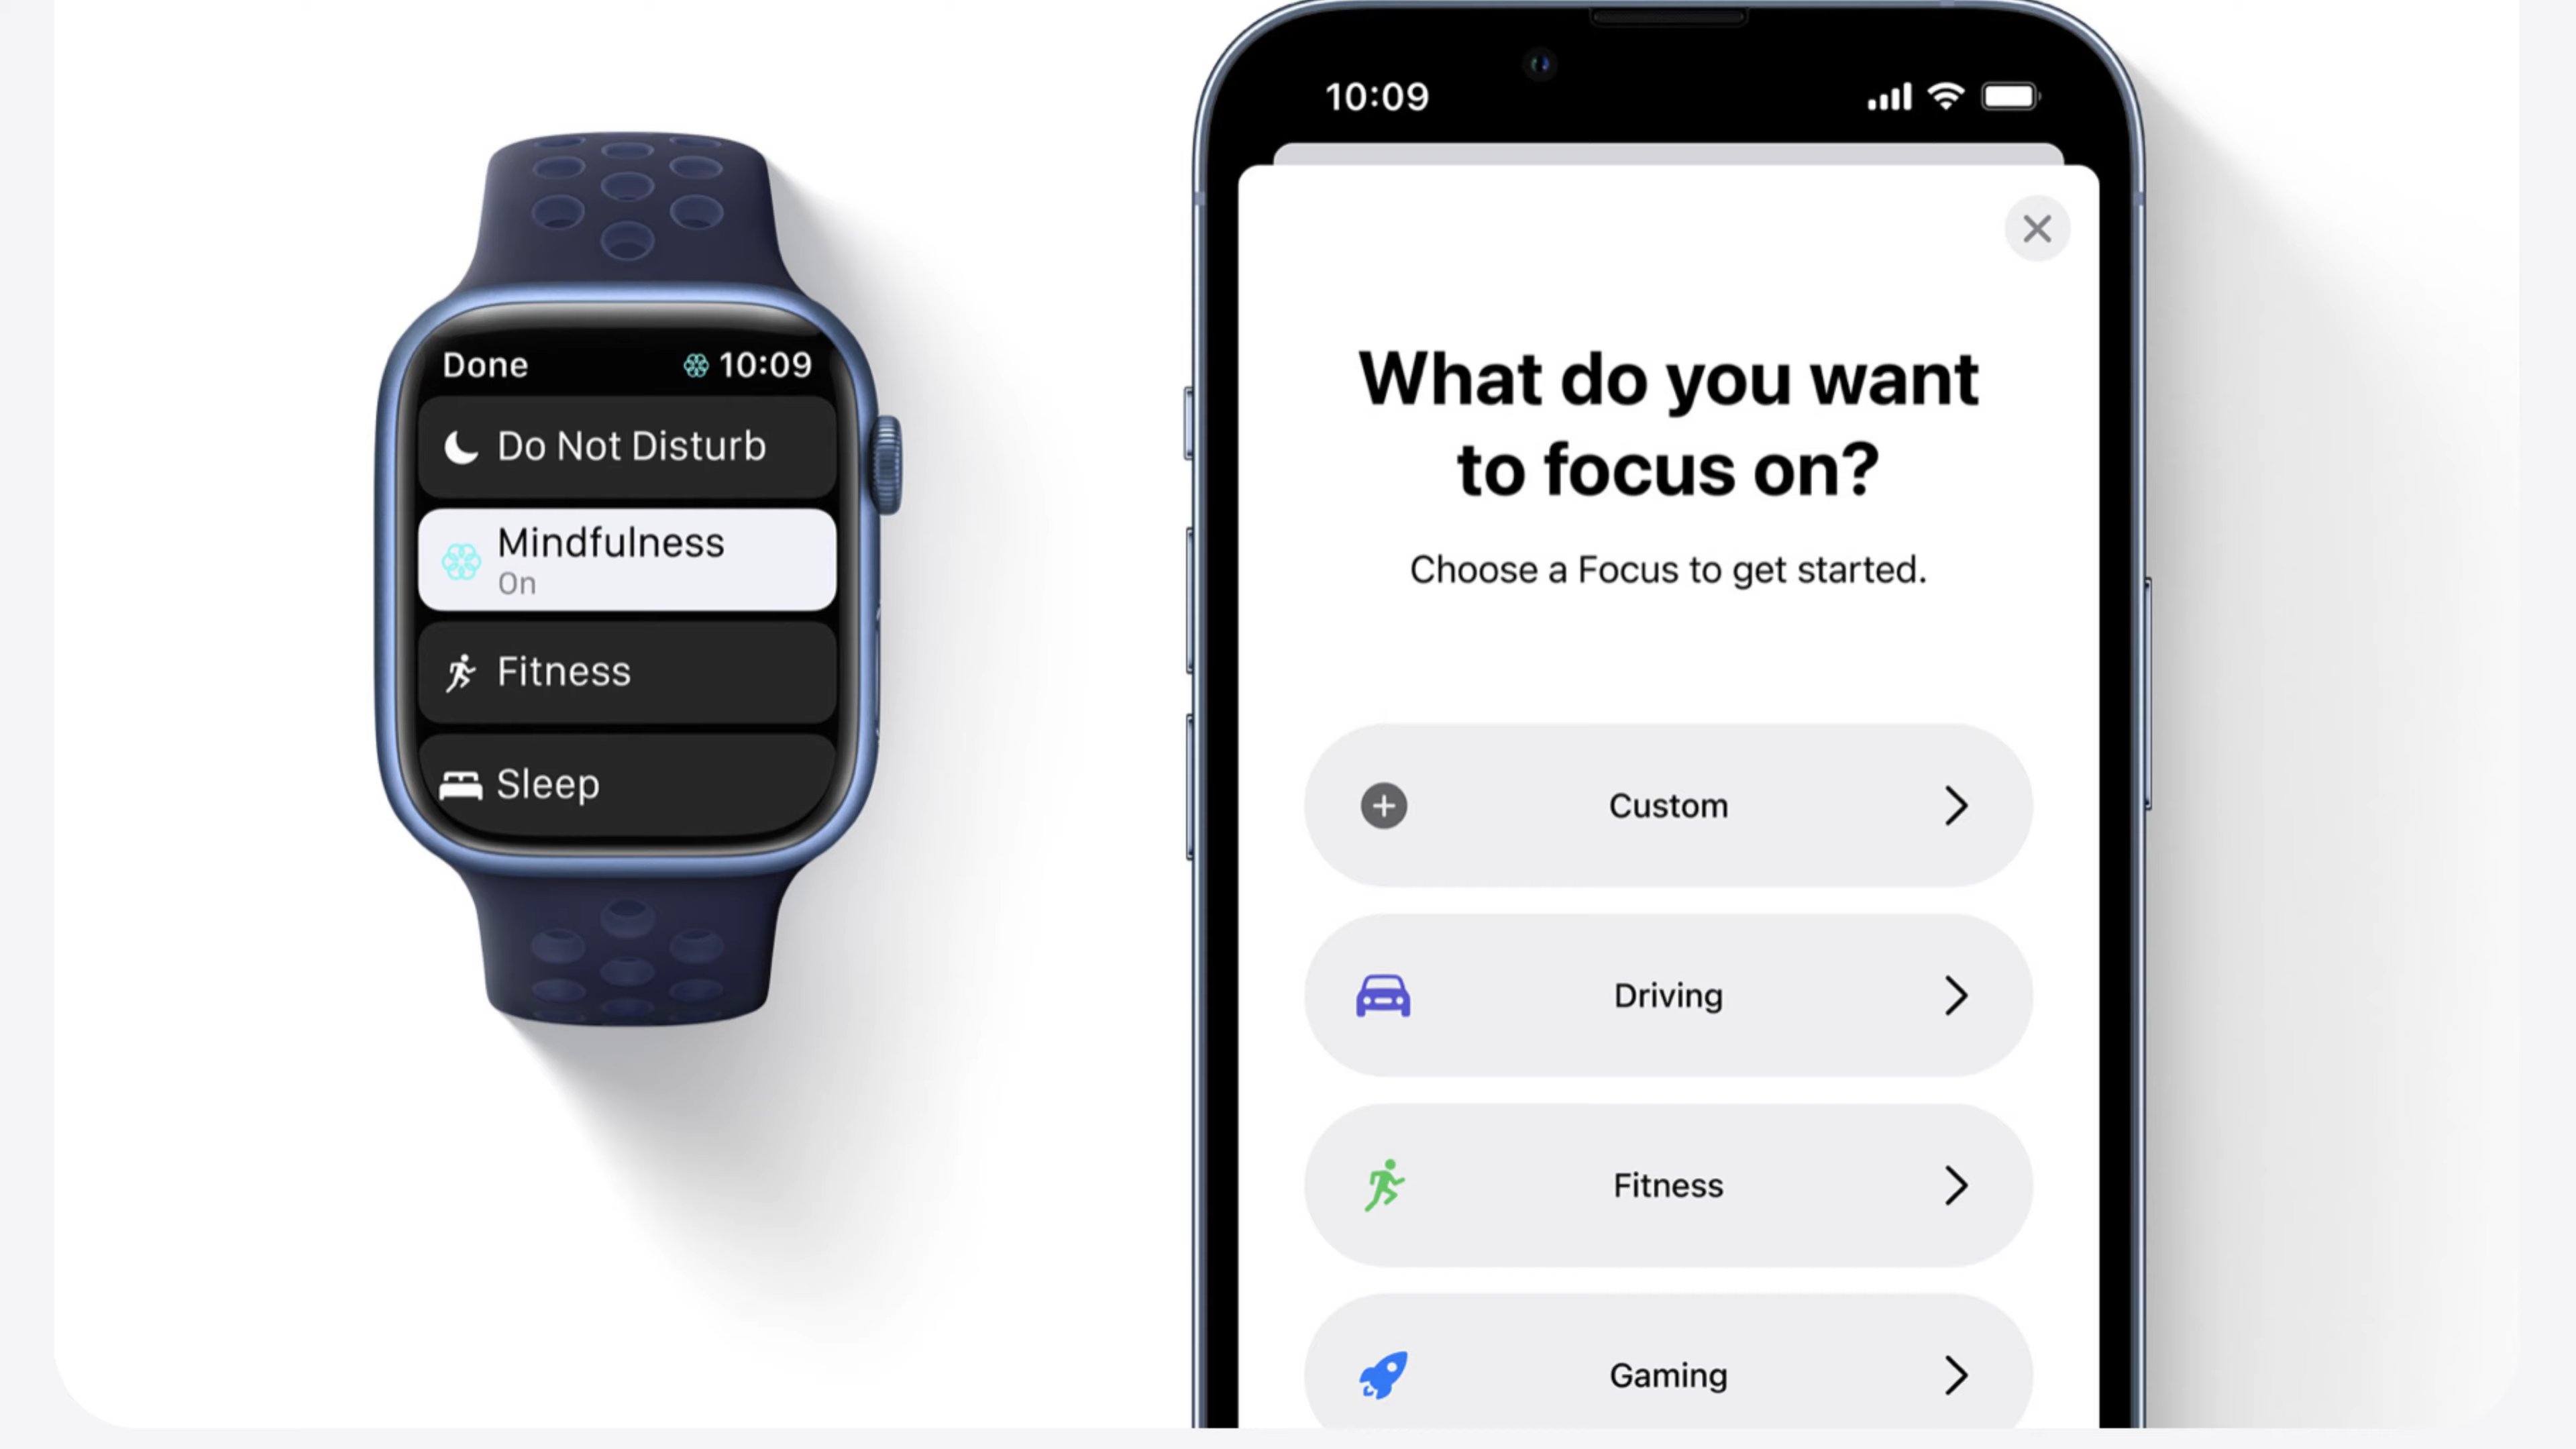 Done 10:09
Do Not Disturb
Mindfulness
On
Fitness
Sleep
10:09
What do you want
to focus on?
Choose a Focus to get started.
Custom
Driving
Fitness
Gaming